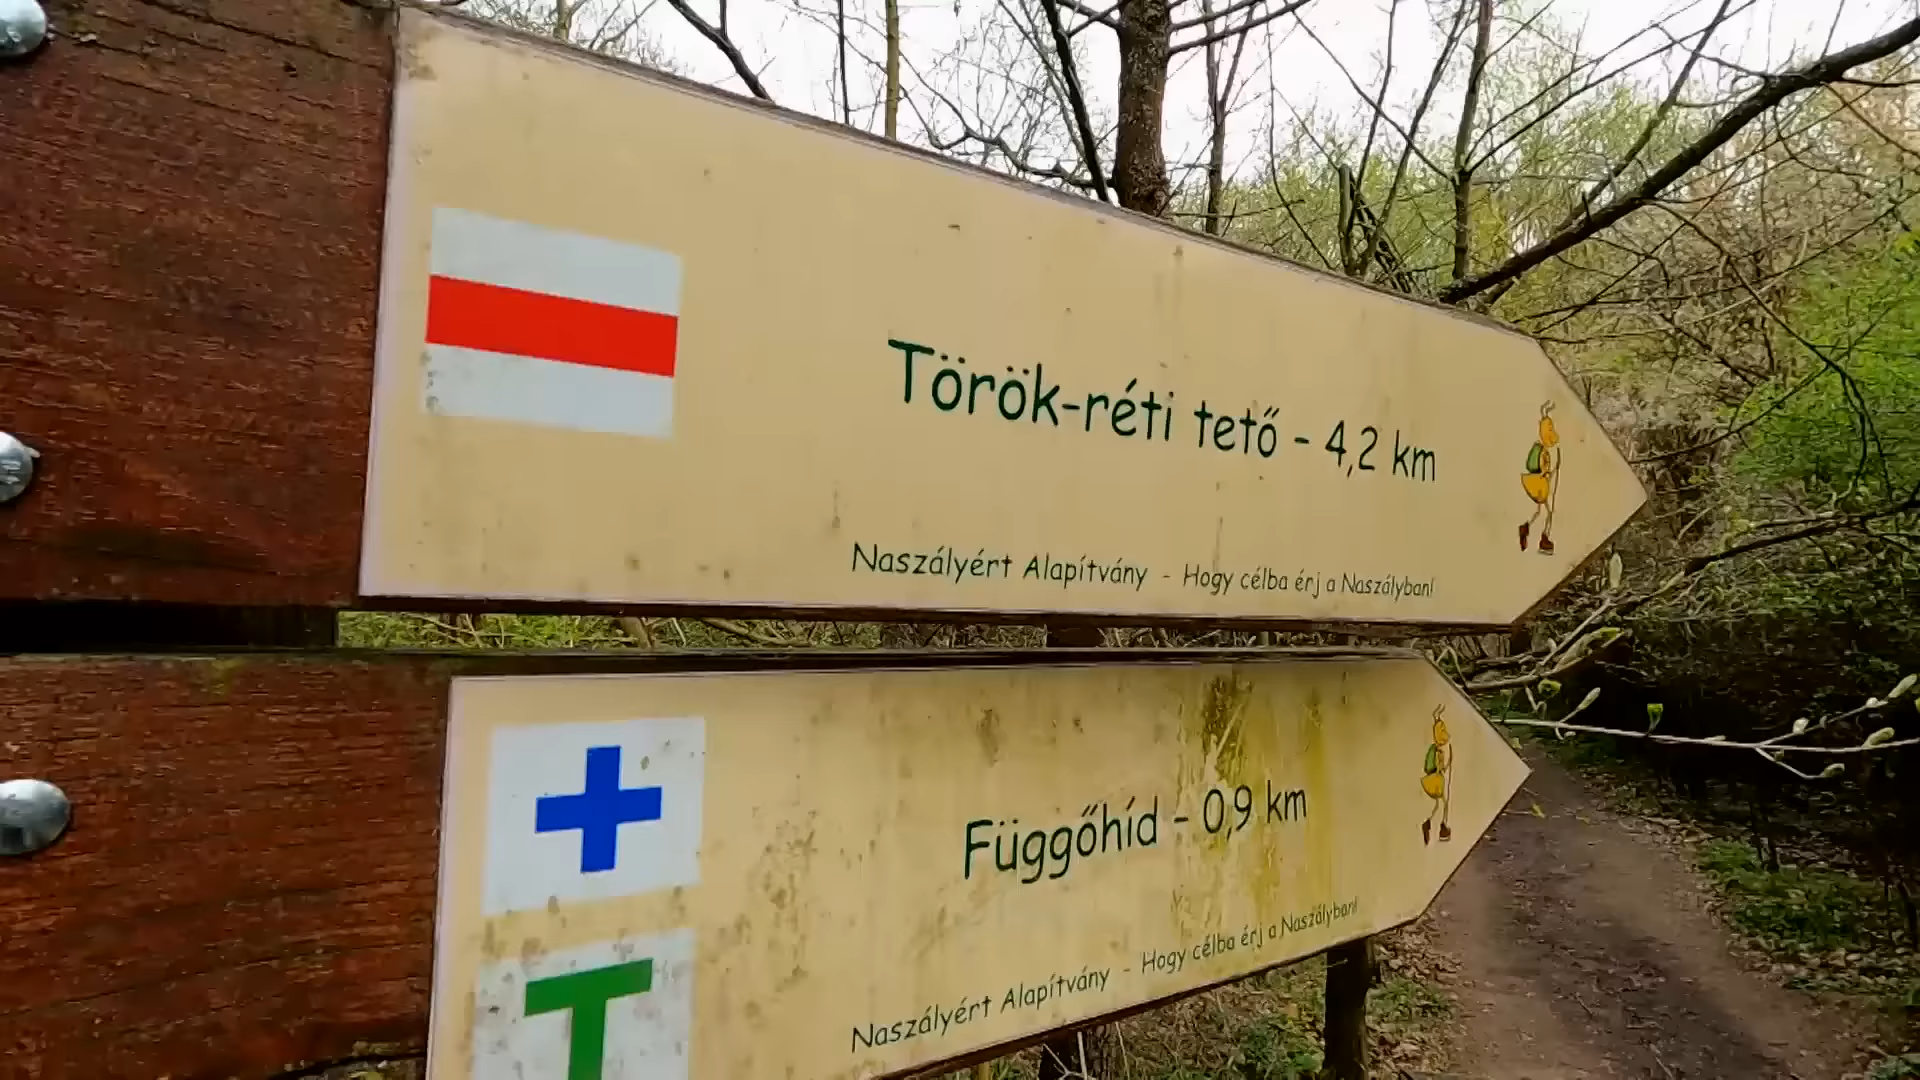 Török-réti tető - 4,2 km
Naszályért Alapítvány - Hogy célba érj a Naszályban!
Függőhíd - 0,9 km
Naszályért Alapítvány - Hogy célba érj a Naszályban!
T